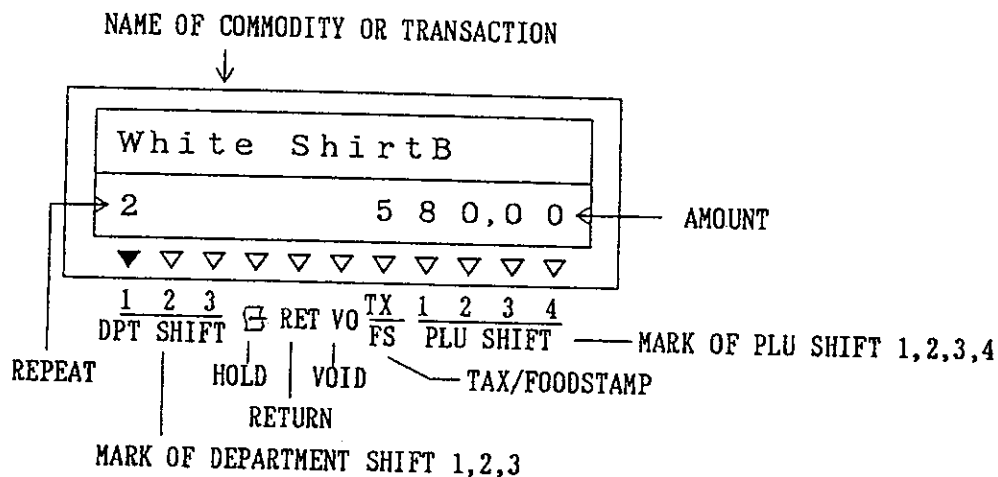 NAME OF COMMODITY OR TRANSACTION
White ShirtB
2 580,00
AMOUNT
1 2 3 RET VO TX 1 2 3 4
DPT SHIFT FS PLU SHIFT
MARK OF PLU SHIFT 1,2,3,4
REPEAT HOLD VOID TAX/FOODSTAMP
RETURN
MARK OF DEPARTMENT SHIFT 1,2,3